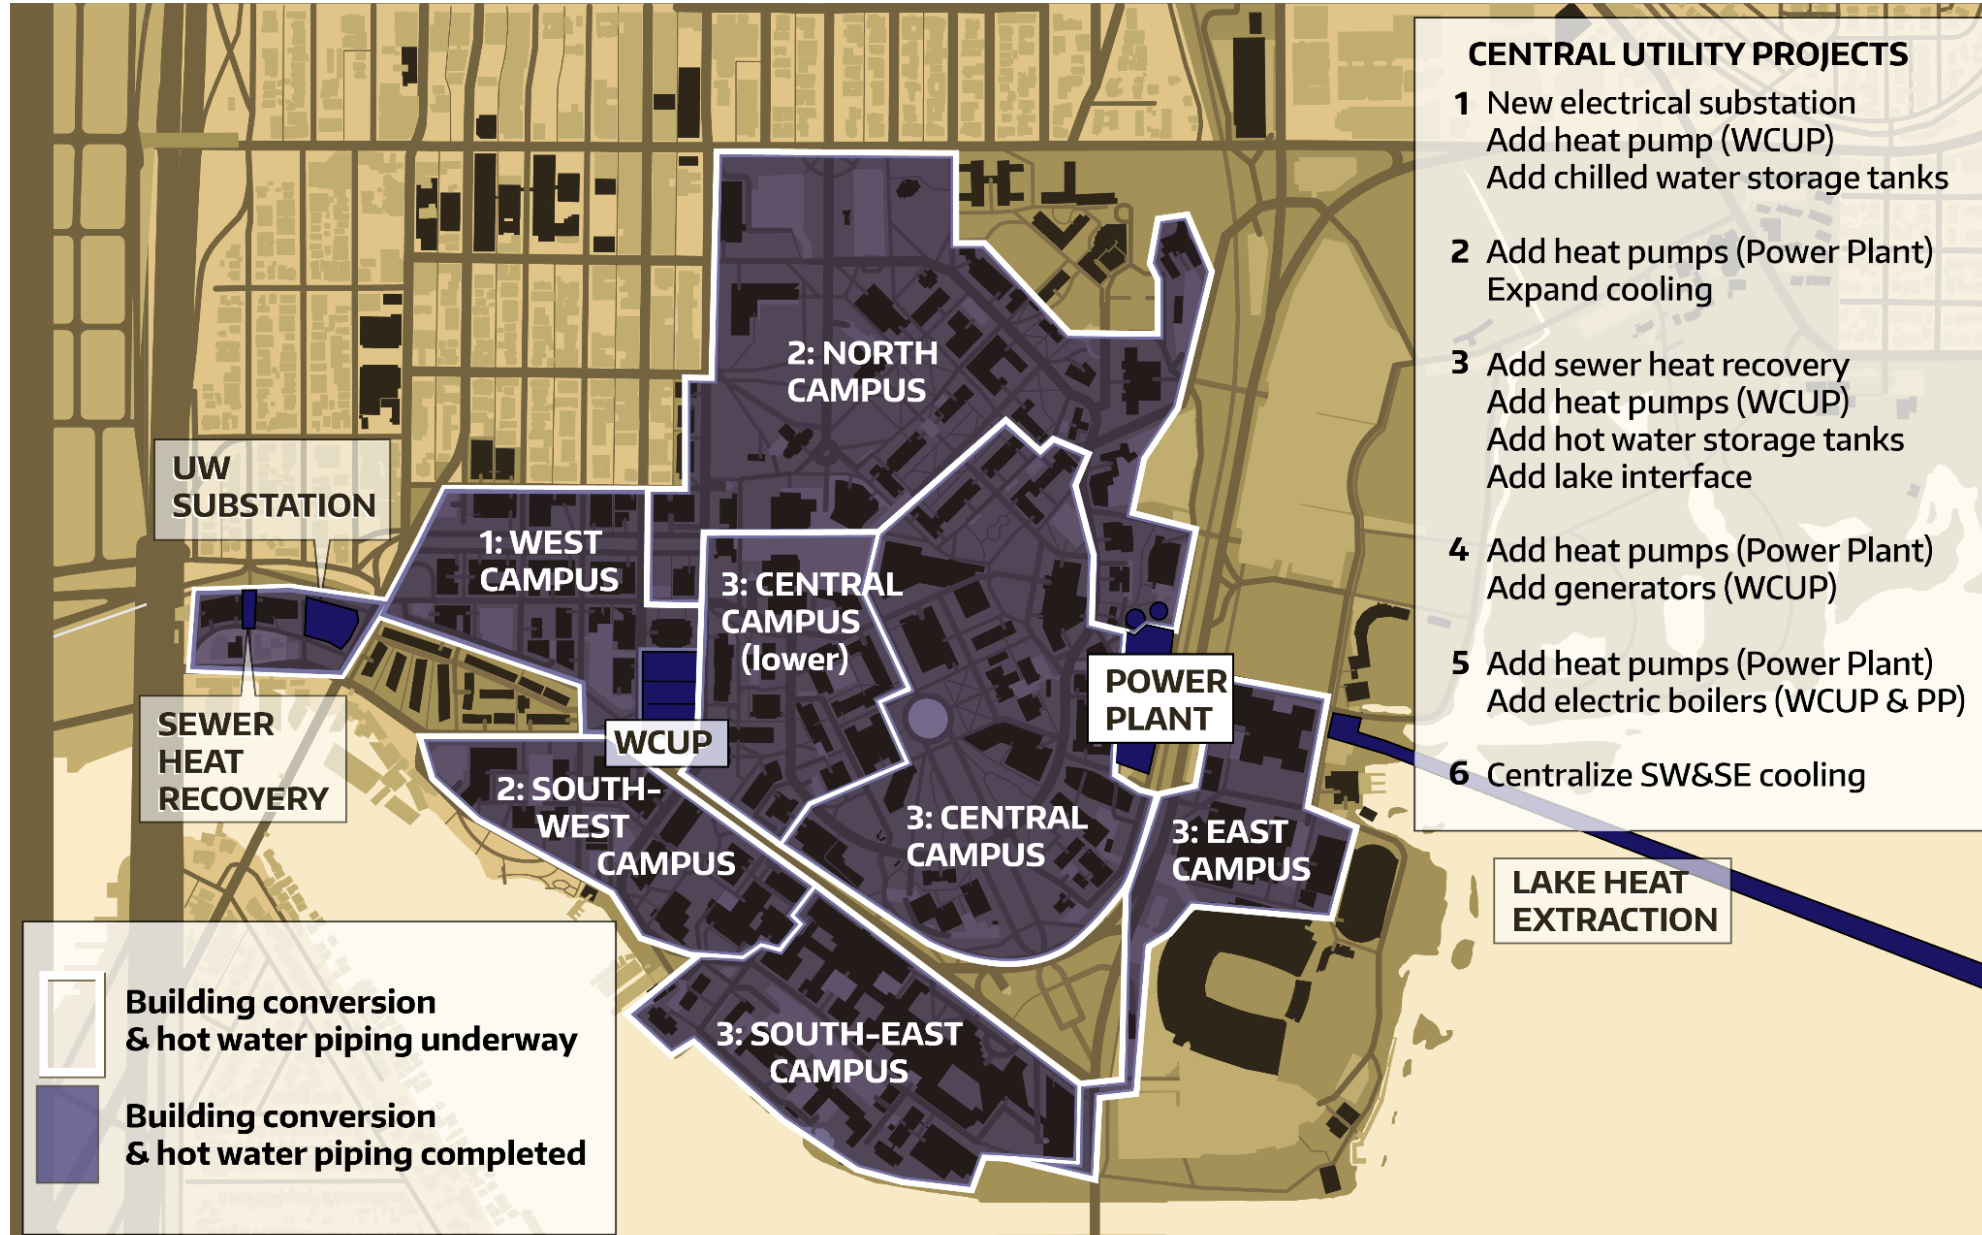 CENTRAL UTILITY PROJECTS
1 New electrical substation
Add heat pump (WCUP)
Add chilled water storage tanks
2 Add heat pumps (Power Plant)
Expand cooling
3 Add sewer heat recovery
Add heat pumps (WCUP)
Add hot water storage tanks
Add lake interface
4 Add heat pumps (Power Plant)
Add generators (WCUP)
5 Add heat pumps (Power Plant)
Add electric boilers (WCUP & PP)
6 Centralize SW&SE cooling
2: NORTH
CAMPUS
UW
SUBSTATION
1: WEST
CAMPUS
3: CENTRAL
CAMPUS
(lower)
POWER
PLANT
SEWER
HEAT
RECOVERY
WCUP
2: SOUTH-
WEST
CAMPUS
3: CENTRAL
CAMPUS
3: EAST
CAMPUS
LAKE HEAT
EXTRACTION
3: SOUTH-EAST
CAMPUS
Building conversion
& hot water piping underway
Building conversion
& hot water piping completed